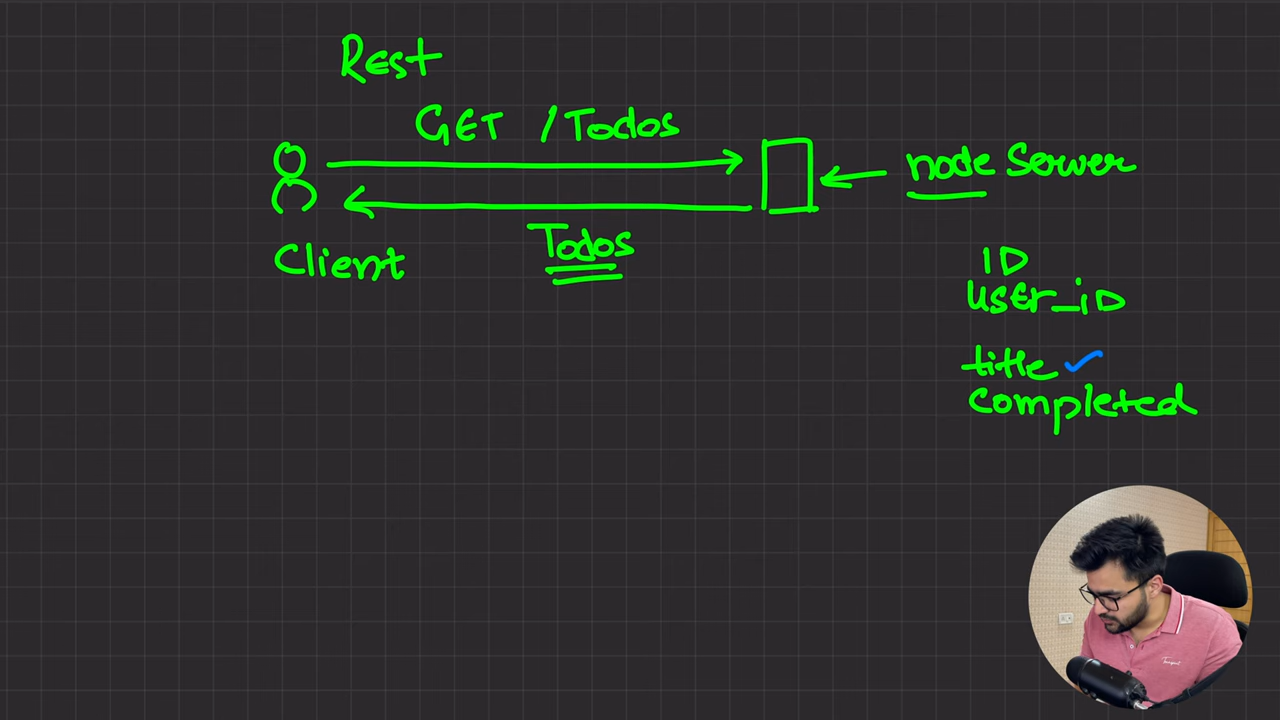 Rest
GET /Todos
node Server
Todos
Client
ID
user_iD
title
completed